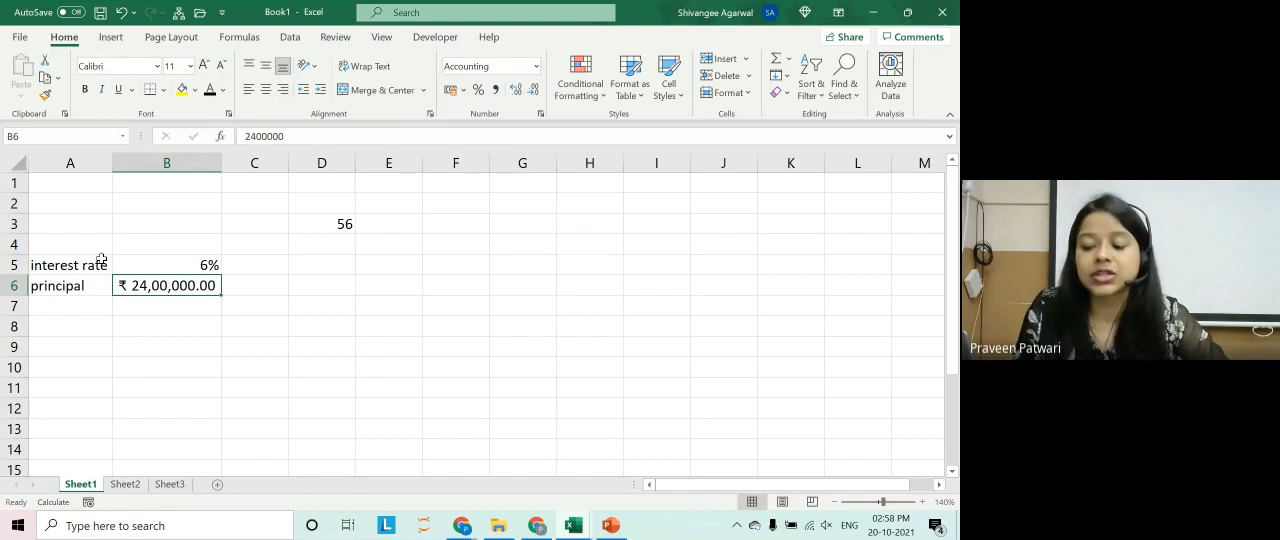 AutoSave Off Book1 - Excel Search Shivangee Agarwal SA
File Home Insert Page Layout Formulas Data Review View Developer Help Share Comments
Paste Calibri 11 Wrap Text Accounting Insert
B I U Merge & Center Conditional Formatting Format as Table Cell Styles Delete Format Sort & Filter Find & Select Analyze Data
Clipboard Font Alignment Number Styles Cells Editing Analysis
B6 fx 2400000
A B C D E F G H I J K L M
1
2
3 56
4
5 interest rate 6%
6 principal ₹ 24,00,000.00
7
8
9
10
11
12
13
14
15
Praveen Patwari
Sheet1 Sheet2 Sheet3
Ready Calculate 140%
Type here to search L ENG 02:58 PM
20-10-2021 4